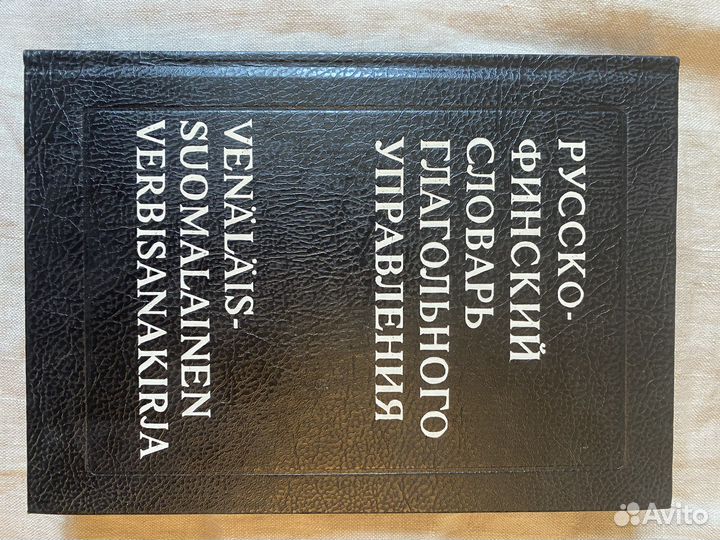 РУССКО-
ФИНСКИЙ
СЛОВАРЬ
ГЛАГОЛЬНОГО
УПРАВЛЕНИЯ
VENÄLÄIS-
SUOMALAINEN
VERBISANAKIRJA
Avito